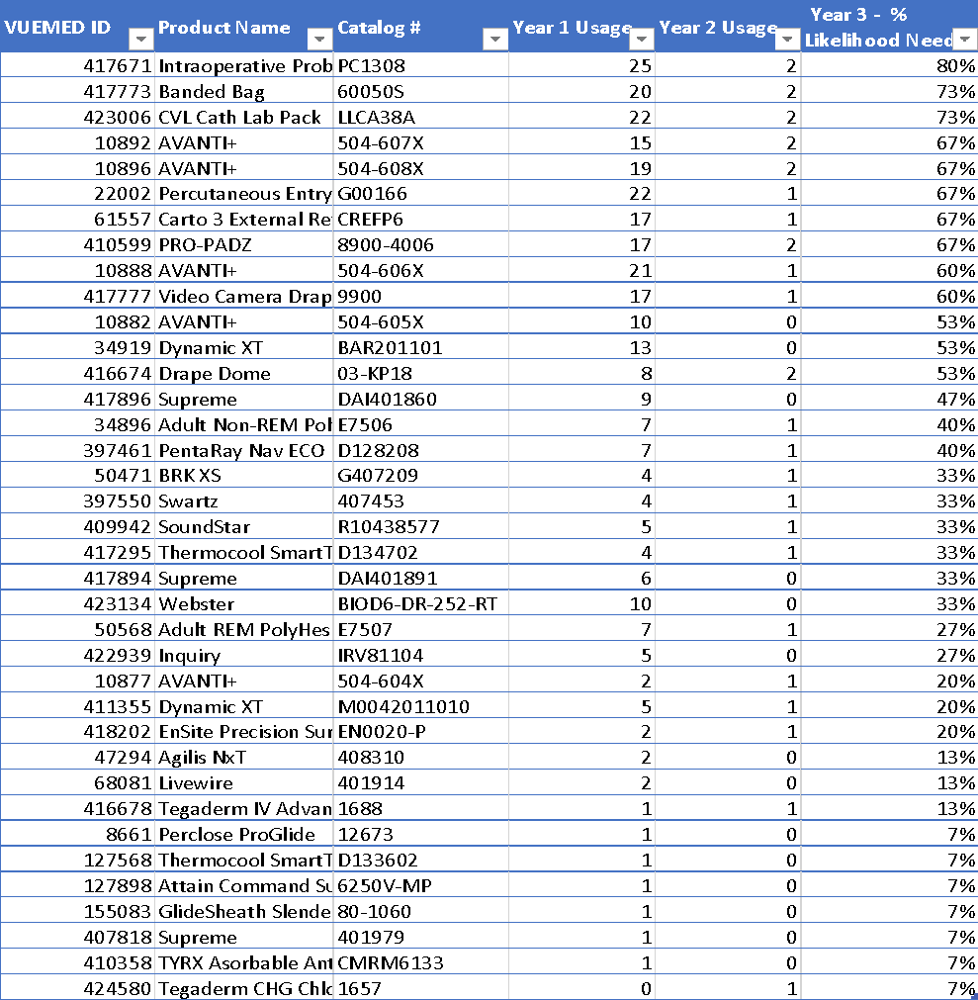 VUEMED ID Product Name Catalog # Year 1 Usage Year 2 Usage Year 3 - % Likelihood Need
417671 Intraoperative Prob PC1308 25 2 80%
417773 Banded Bag 60050S 20 2 73%
423006 CVL Cath Lab Pack LLCA38A 22 2 73%
10892 AVANTI+ 504-607X 15 2 67%
10896 AVANTI+ 504-608X 19 2 67%
22002 Percutaneous Entry G00166 22 1 67%
61557 Carto 3 External Re CREFP6 17 1 67%
410599 PRO-PADZ 8900-4006 17 2 67%
10888 AVANTI+ 504-606X 21 1 60%
417777 Video Camera Drap 9900 17 1 60%
10882 AVANTI+ 504-605X 10 0 53%
34919 Dynamic XT BAR201101 13 0 53%
416674 Drape Dome 03-KP18 8 2 53%
417896 Supreme DAI401860 9 0 47%
34896 Adult Non-REM Pol E7506 7 1 40%
397461 PentaRay Nav ECO D128208 7 1 40%
50471 BRK XS G407209 4 1 33%
397550 Swartz 407453 4 1 33%
409942 SoundStar R10438577 5 1 33%
417295 Thermocool SmartT D134702 4 1 33%
417894 Supreme DAI401891 6 0 33%
423134 Webster BIOD6-DR-252-RT 10 0 33%
50568 Adult REM PolyHes E7507 7 1 27%
422939 Inquiry IRV81104 5 0 27%
10877 AVANTI+ 504-604X 2 1 20%
411355 Dynamic XT M0042011010 5 1 20%
418202 EnSite Precision Sur EN0020-P 2 1 20%
47294 Agilis NxT 408310 2 0 13%
68081 Livewire 401914 2 0 13%
416678 Tegaderm IV Advan 1688 1 1 13%
8661 Perclose ProGlide 12673 1 0 7%
127568 Thermocool SmartT D133602 1 0 7%
127898 Attain Command Su 6250V-MP 1 0 7%
155083 GlideSheath Slende 80-1060 1 0 7%
407818 Supreme 401979 1 0 7%
410358 TYRX Asorbable Ant CMRM6133 1 0 7%
424580 Tegaderm CHG Chlo 1657 0 1 7%